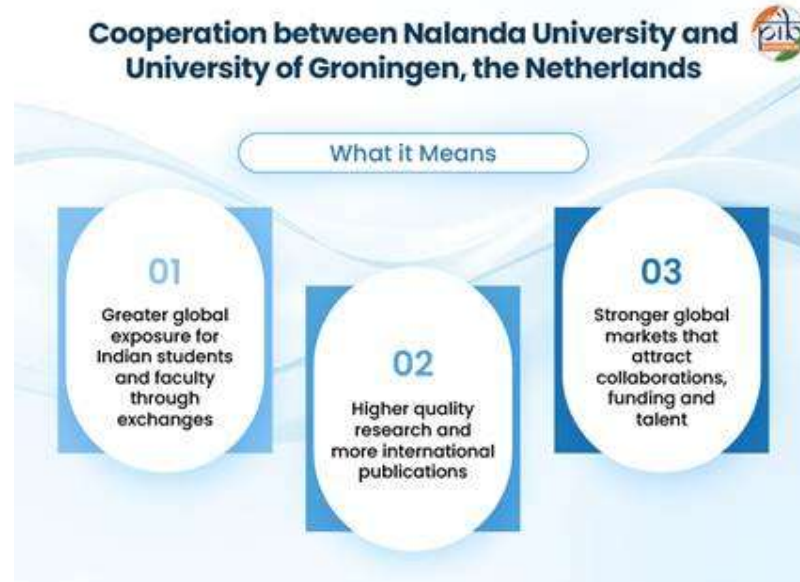 Cooperation between Nalanda University and
University of Groningen, the Netherlands
pib
What it Means
01
Greater global
exposure for
Indian students
and faculty
through
exchanges
02
Higher quality
research and
more international
publications
03
Stronger global
markets that
attract
collaborations,
funding and
talent